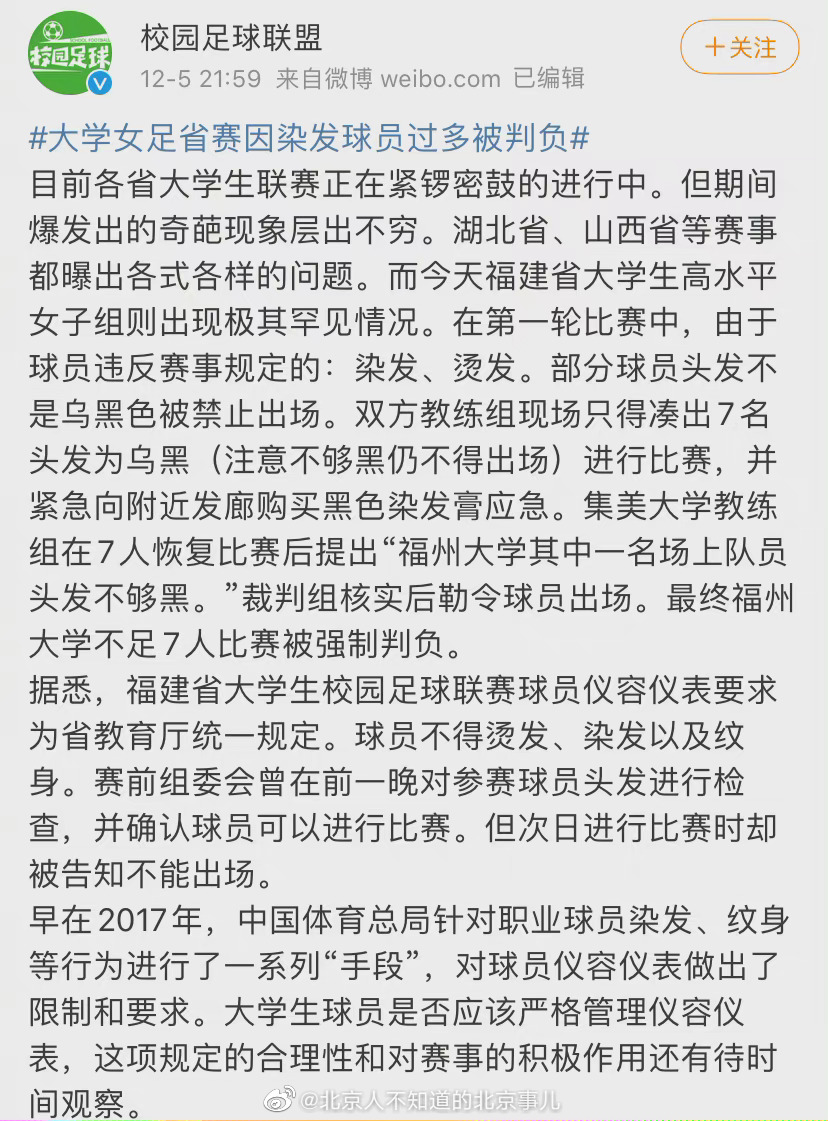 校园足球
SCHOOL FOOTBALL
校园足球联盟
12-5 21:59 来自微博 weibo.com 已编辑
+关注
#大学女足省赛因染发球员过多被判负#
目前各省大学生联赛正在紧锣密鼓的进行中。但期间
爆发出的奇葩现象层出不穷。湖北省、山西省等赛事
都曝出各式各样的问题。而今天福建省大学生高水平
女子组则出现极其罕见情况。在第一轮比赛中，由于
球员违反赛事规定的：染发、烫发。部分球员头发不
是乌黑色被禁止出场。双方教练组现场只得凑出7名
头发为乌黑（注意不够黑仍不得出场）进行比赛，并
紧急向附近发廊购买黑色染发膏应急。集美大学教练
组在7人恢复比赛后提出“福州大学其中一名场上队员
头发不够黑。”裁判组核实后勒令球员出场。最终福州
大学不足7人比赛被强制判负。
据悉，福建省大学生校园足球联赛球员仪容仪表要求
为省教育厅统一规定。球员不得烫发、染发以及纹
身。赛前组委会曾在前一晚对参赛球员头发进行检
查，并确认球员可以进行比赛。但次日进行比赛时却
被告知不能出场。
早在2017年，中国体育总局针对职业球员染发、纹身
等行为进行了一系列“手段”，对球员仪容仪表做出了
限制和要求。大学生球员是否应该严格管理仪容仪
表，这项规定的合理性和对赛事的积极作用还有待时
间观察。
@北京人不知道的北京事儿